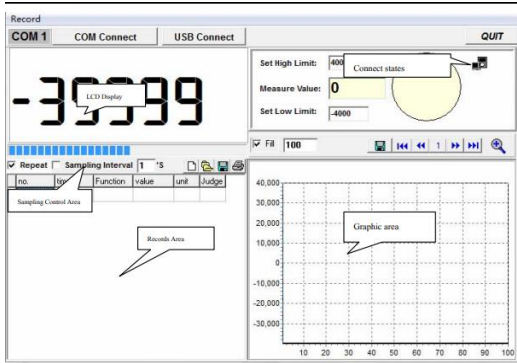 Record
COM 1 COM Connect USB Connect QUIT
-39999
LCD Display
Set High Limit: 400
Connect states
Measure Value: 0
Set Low Limit: -4000
Fill 100 1
Repeat Sampling Interval 1 'S
no. Function value unit Judge
Sampling Control Area
Records Area
Graphic area
40,000
30,000
20,000
10,000
0
-10,000
-20,000
-30,000
10 20 30 40 50 60 70 80 90 100